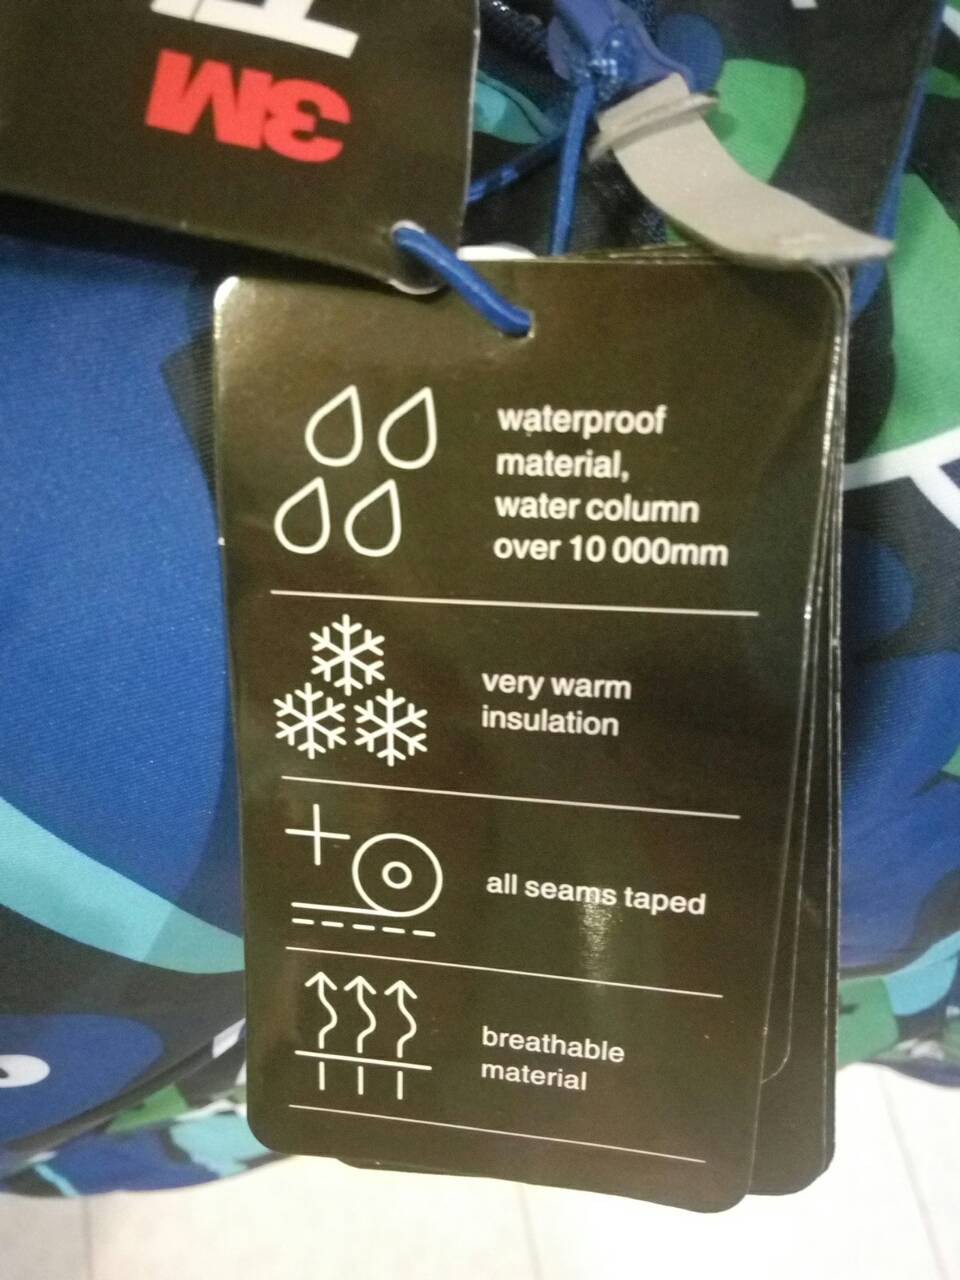 3M
waterproof
material,
water column
over 10 000mm
very warm
insulation
all seams taped
breathable
material